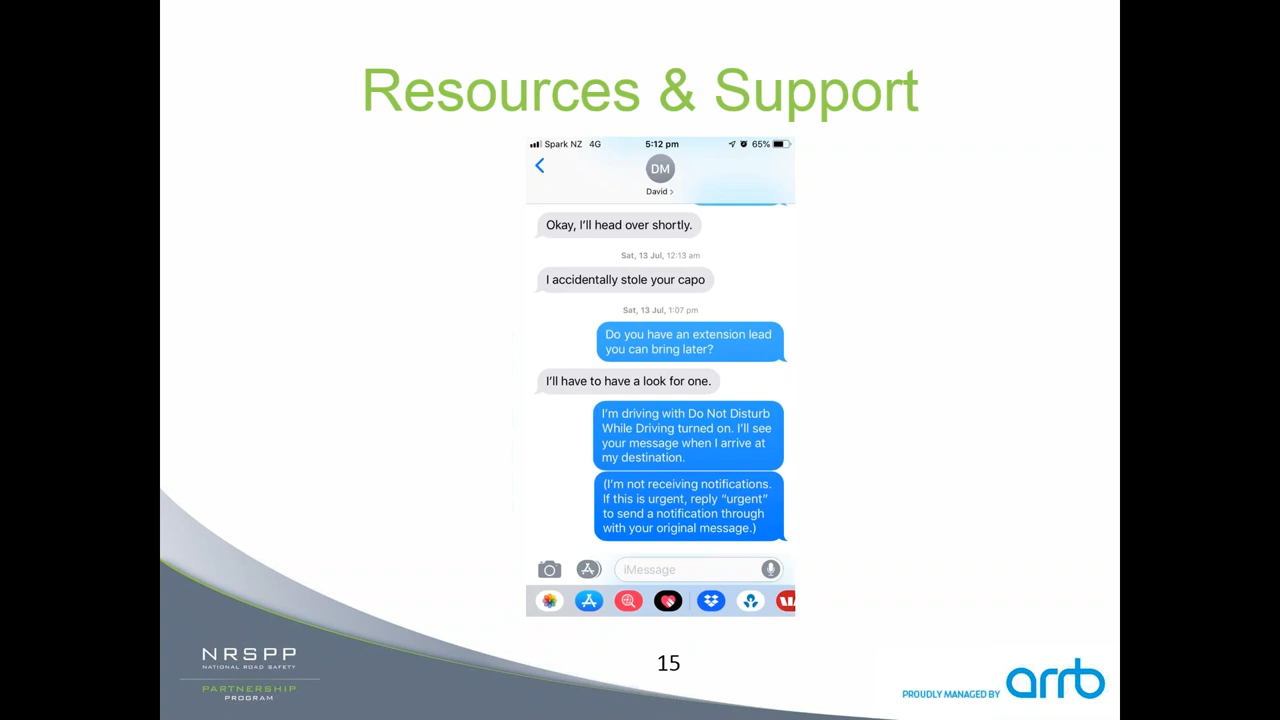 Resources & Support
Spark NZ 4G 5:12 pm 65%
DM
David >
Okay, I'll head over shortly.
Sat, 13 Jul, 12:13 am
I accidentally stole your capo
Sat, 13 Jul, 1:07 pm
Do you have an extension lead
you can bring later?
I'll have to have a look for one.
I'm driving with Do Not Disturb
While Driving turned on. I'll see
your message when I arrive at
my destination.
(I'm not receiving notifications.
If this is urgent, reply “urgent”
to send a notification through
with your original message.)
iMessage
NRSPP
NATIONAL ROAD SAFETY
PARTNERSHIP
PROGRAM
15
PROUDLY MANAGED BY arrb